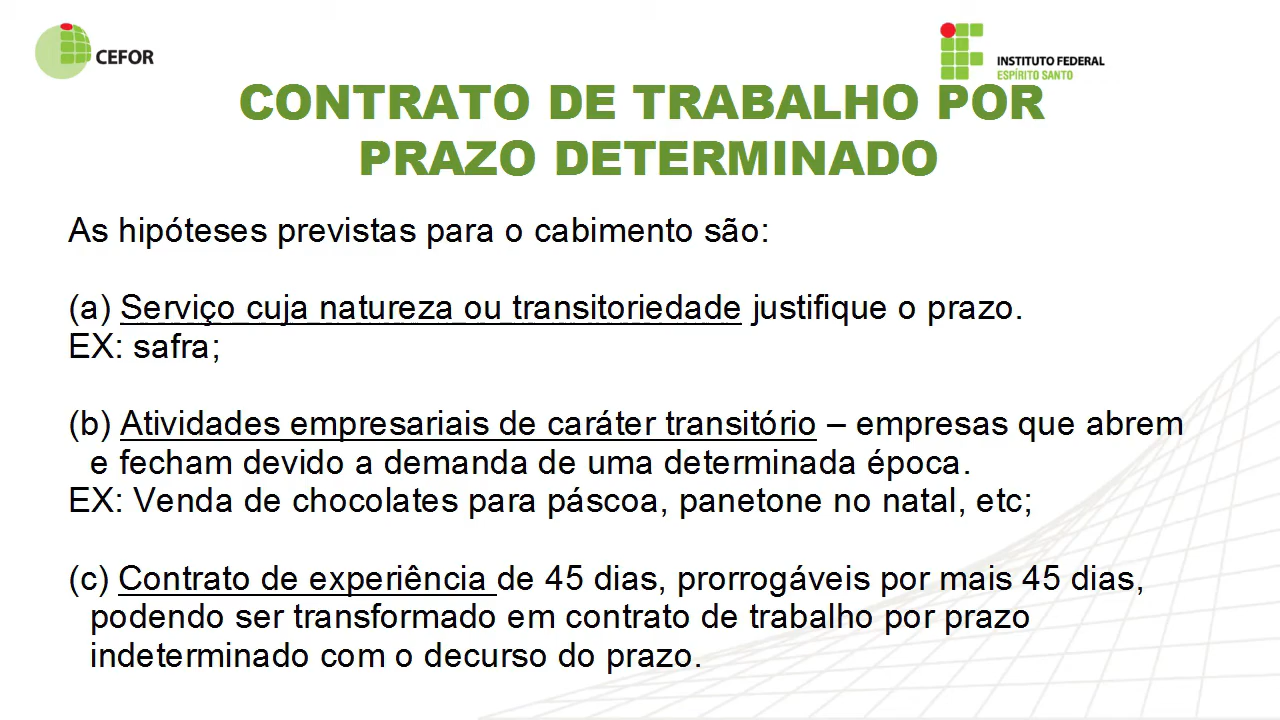 CEFOR
INSTITUTO FEDERAL
ESPÍRITO SANTO
CONTRATO DE TRABALHO POR
PRAZO DETERMINADO
As hipóteses previstas para o cabimento são:
(a) Serviço cuja natureza ou transitoriedade justifique o prazo.
EX: safra;
(b) Atividades empresariais de caráter transitório – empresas que abrem
e fecham devido a demanda de uma determinada época.
EX: Venda de chocolates para páscoa, panetone no natal, etc;
(c) Contrato de experiência de 45 dias, prorrogáveis por mais 45 dias,
podendo ser transformado em contrato de trabalho por prazo
indeterminado com o decurso do prazo.